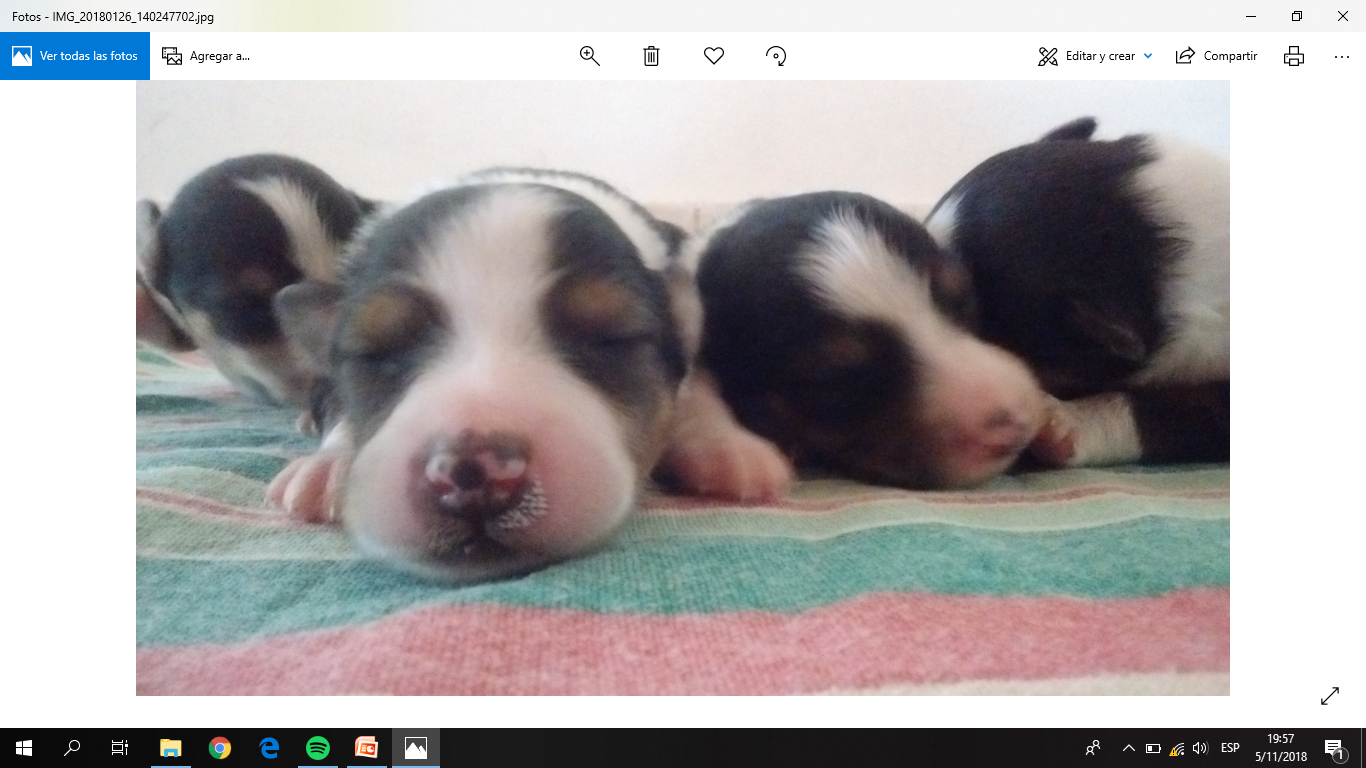 Fotos - IMG_20180126_140247702.jpg
Ver todas las fotos
Agregar a...
Editar y crear
Compartir
ESP
19:57
5/11/2018
1